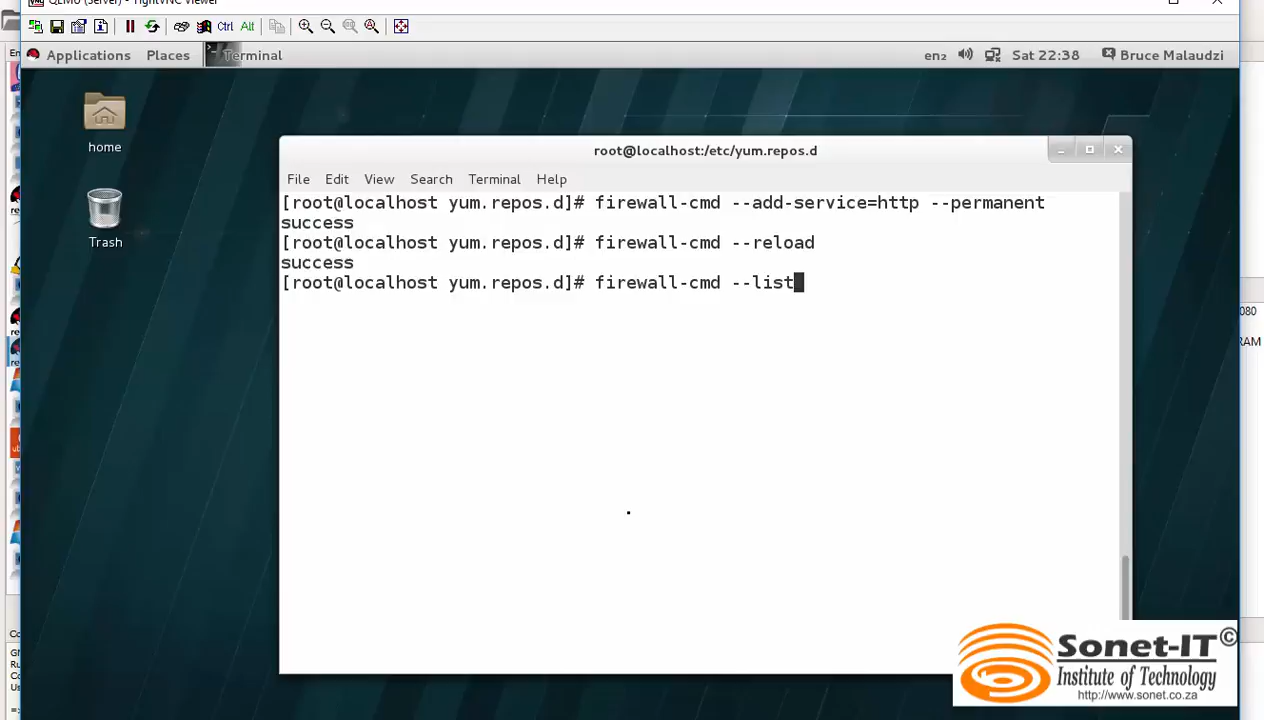 QEMU (Server) - TightVNC Viewer
Ctrl Alt
Applications Places Terminal en₂ Sat 22:38 Bruce Malaudzi
home
Trash
root@localhost:/etc/yum.repos.d
File Edit View Search Terminal Help
[root@localhost yum.repos.d]# firewall-cmd --add-service=http --permanent
success
[root@localhost yum.repos.d]# firewall-cmd --reload
success
[root@localhost yum.repos.d]# firewall-cmd --list
Sonet-IT©
Institute of Technology
http://www.sonet.co.za